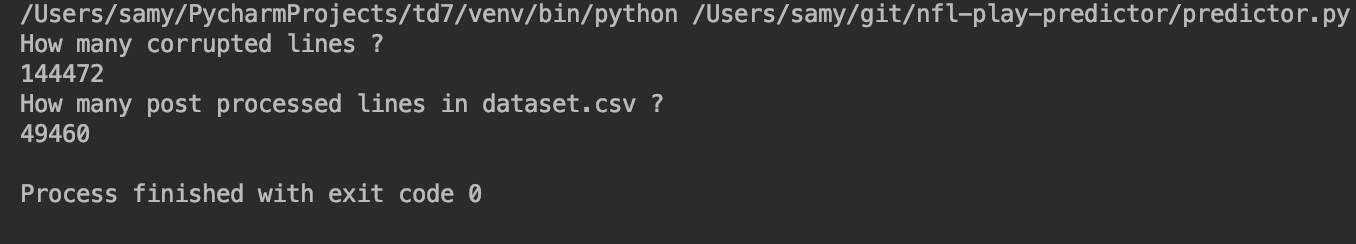 /Users/samy/PycharmProjects/td7/venv/bin/python /Users/samy/git/nfl-play-predictor/predictor.py
How many corrupted lines ?
144472
How many post processed lines in dataset.csv ?
49460
Process finished with exit code 0